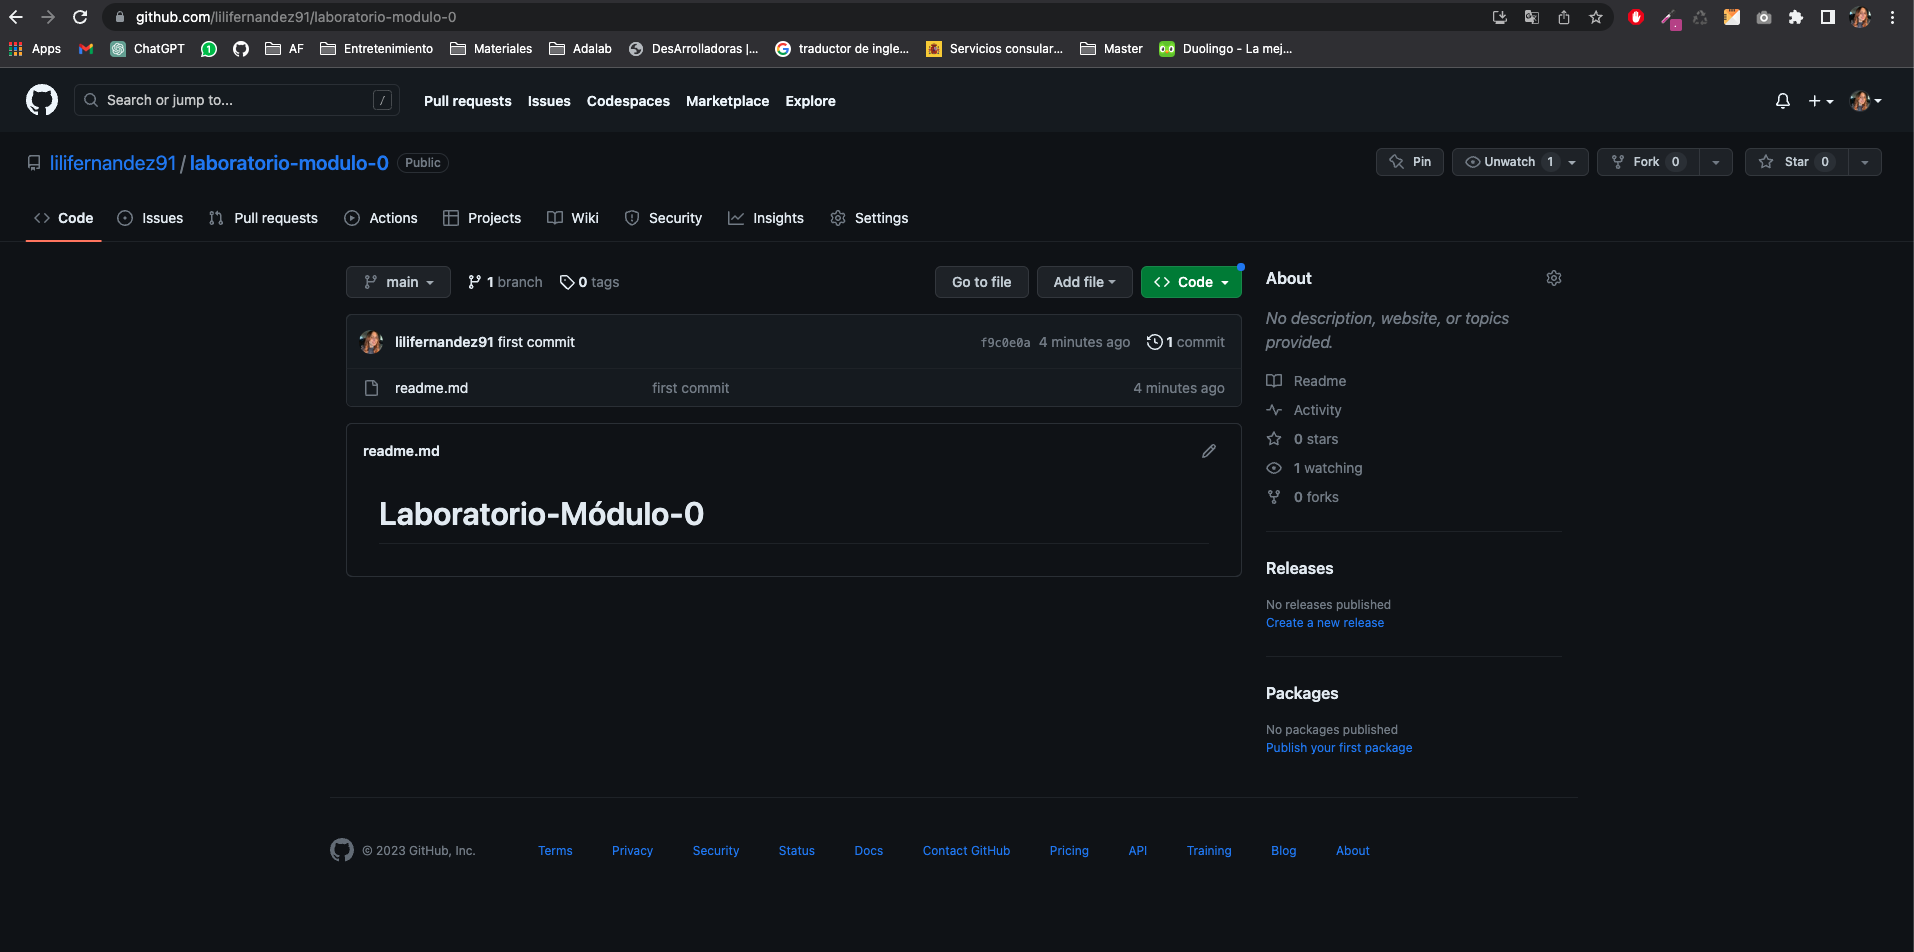 github.com/lilifernandez91/laboratorio-modulo-0
Apps ChatGPT 1 AF Entretenimiento Materiales Adalab DesArrolladoras |... traductor de ingle... Servicios consular... Master Duolingo - La mej...
Search or jump to... / Pull requests Issues Codespaces Marketplace Explore
lilifernandez91 / laboratorio-modulo-0 Public Pin Unwatch 1 Fork 0 Star 0
Code Issues Pull requests Actions Projects Wiki Security Insights Settings
main 1 branch 0 tags Go to file Add file Code
lilifernandez91 first commit f9c0e0a 4 minutes ago 1 commit
readme.md first commit 4 minutes ago
readme.md
Laboratorio-Módulo-0
About
No description, website, or topics
provided.
Readme
Activity
0 stars
1 watching
0 forks
Releases
No releases published
Create a new release
Packages
No packages published
Publish your first package
© 2023 GitHub, Inc. Terms Privacy Security Status Docs Contact GitHub Pricing API Training Blog About